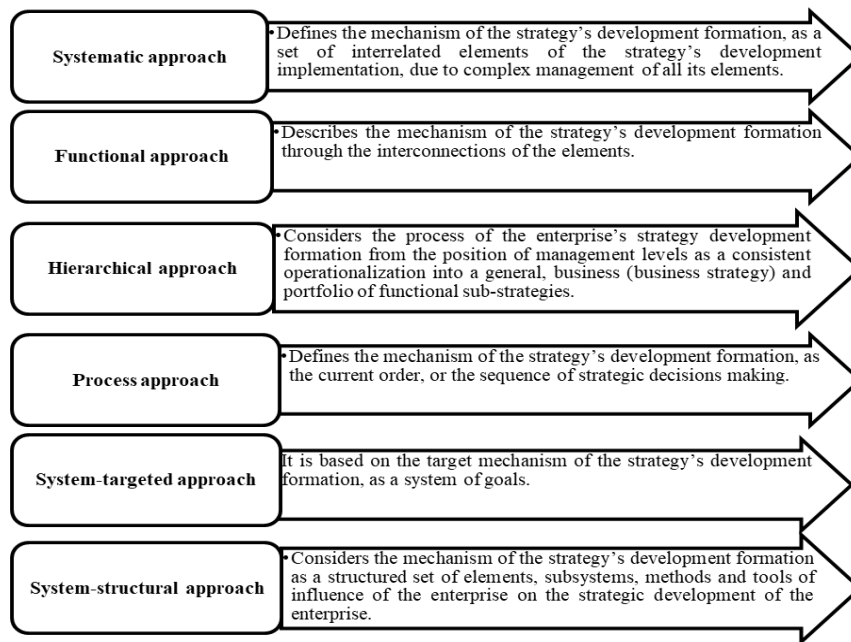 Systematic approach
•Defines the mechanism of the strategy’s development formation, as a
set of interrelated elements of the strategy’s development
implementation, due to complex management of all its elements.
Functional approach
•Describes the mechanism of the strategy’s development formation
through the interconnections of the elements.
Hierarchical approach
•Considers the process of the enterprise’s strategy development
formation from the position of management levels as a consistent
operationalization into a general, business (business strategy) and
portfolio of functional sub-strategies.
Process approach
•Defines the mechanism of the strategy’s development formation, as
the current order, or the sequence of strategic decisions making.
System-targeted approach
It is based on the target mechanism of the strategy’s development
formation, as a system of goals.
System-structural approach
•Considers the mechanism of the strategy’s development formation
as a structured set of elements, subsystems, methods and tools of
influence of the enterprise on the strategic development of the
enterprise.